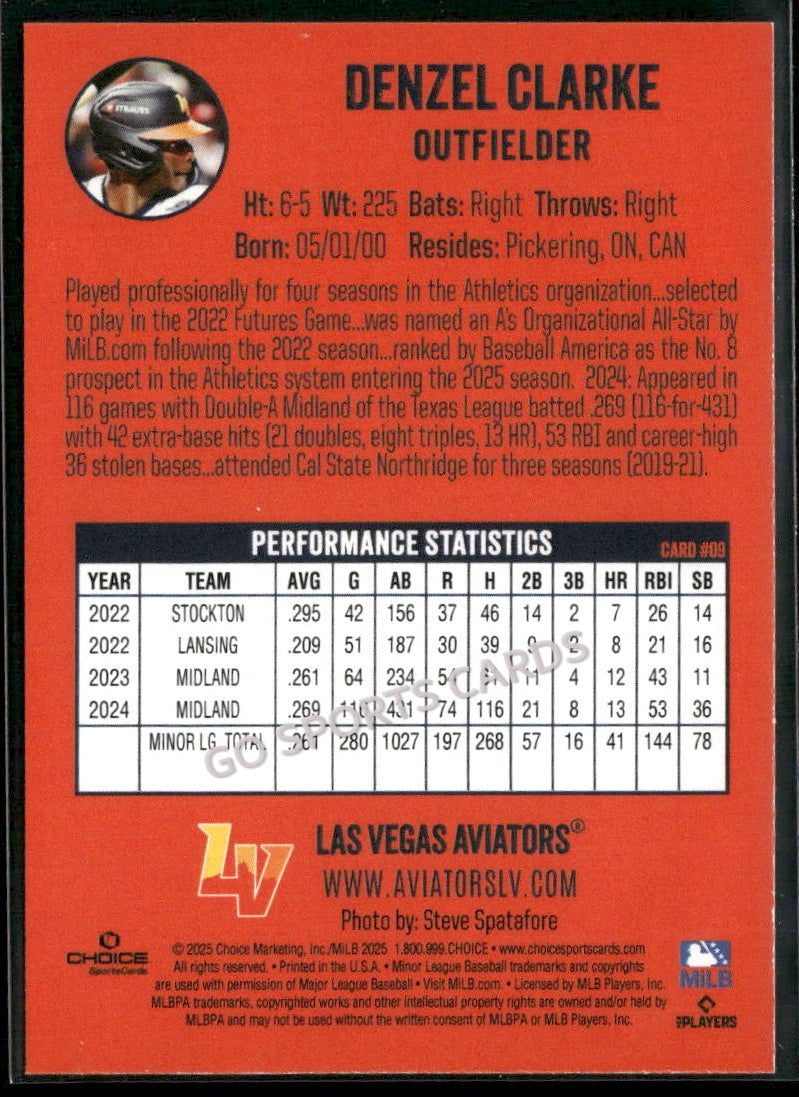 STRAUSS
DENZEL CLARKE
OUTFIELDER
Ht: 6-5 Wt: 225 Bats: Right Throws: Right
Born: 05/01/00 Resides: Pickering, ON, CAN
Played professionally for four seasons in the Athletics organization...selected
to play in the 2022 Futures Game...was named an A's Organizational All-Star by
MiLB.com following the 2022 season...ranked by Baseball America as the No. 8
prospect in the Athletics system entering the 2025 season. 2024: Appeared in
116 games with Double-A Midland of the Texas League batted .269 (116-for-431)
with 42 extra-base hits (21 doubles, eight triples, 13 HR), 53 RBI and career-high
36 stolen bases...attended Cal State Northridge for three seasons (2019-21).
PERFORMANCE STATISTICS CARD #09
YEAR TEAM AVG G AB R H 2B 3B HR RBI SB
2022 STOCKTON .295 42 156 37 46 14 2 7 26 14
2022 LANSING .209 51 187 30 39 9 2 8 21 16
2023 MIDLAND .261 64 234 54 11 4 12 43 11
2024 MIDLAND .269 116 431 74 116 21 8 13 53 36
MINOR LG. TOTAL .261 280 1027 197 268 57 16 41 144 78
GO SPORTS CARDS
LV
LAS VEGAS AVIATORS®
WWW.AVIATORSLV.COM
Photo by: Steve Spatafore
CHOICE
SportsCards
© 2025 Choice Marketing, Inc./MiLB 2025 1.800.999.CHOICE • www.choicesportscards.com
All rights reserved. • Printed in the U.S.A. • Minor League Baseball trademarks and copyrights
are used with permission of Major League Baseball • Visit MiLB.com. • Licensed by MLB Players, Inc.
MLBPA trademarks, copyrighted works and other intellectual property rights are owned and/or held by
MLBPA and may not be used without the written consent of MLBPA or MLB Players, Inc.
MiLB
PLAYERS